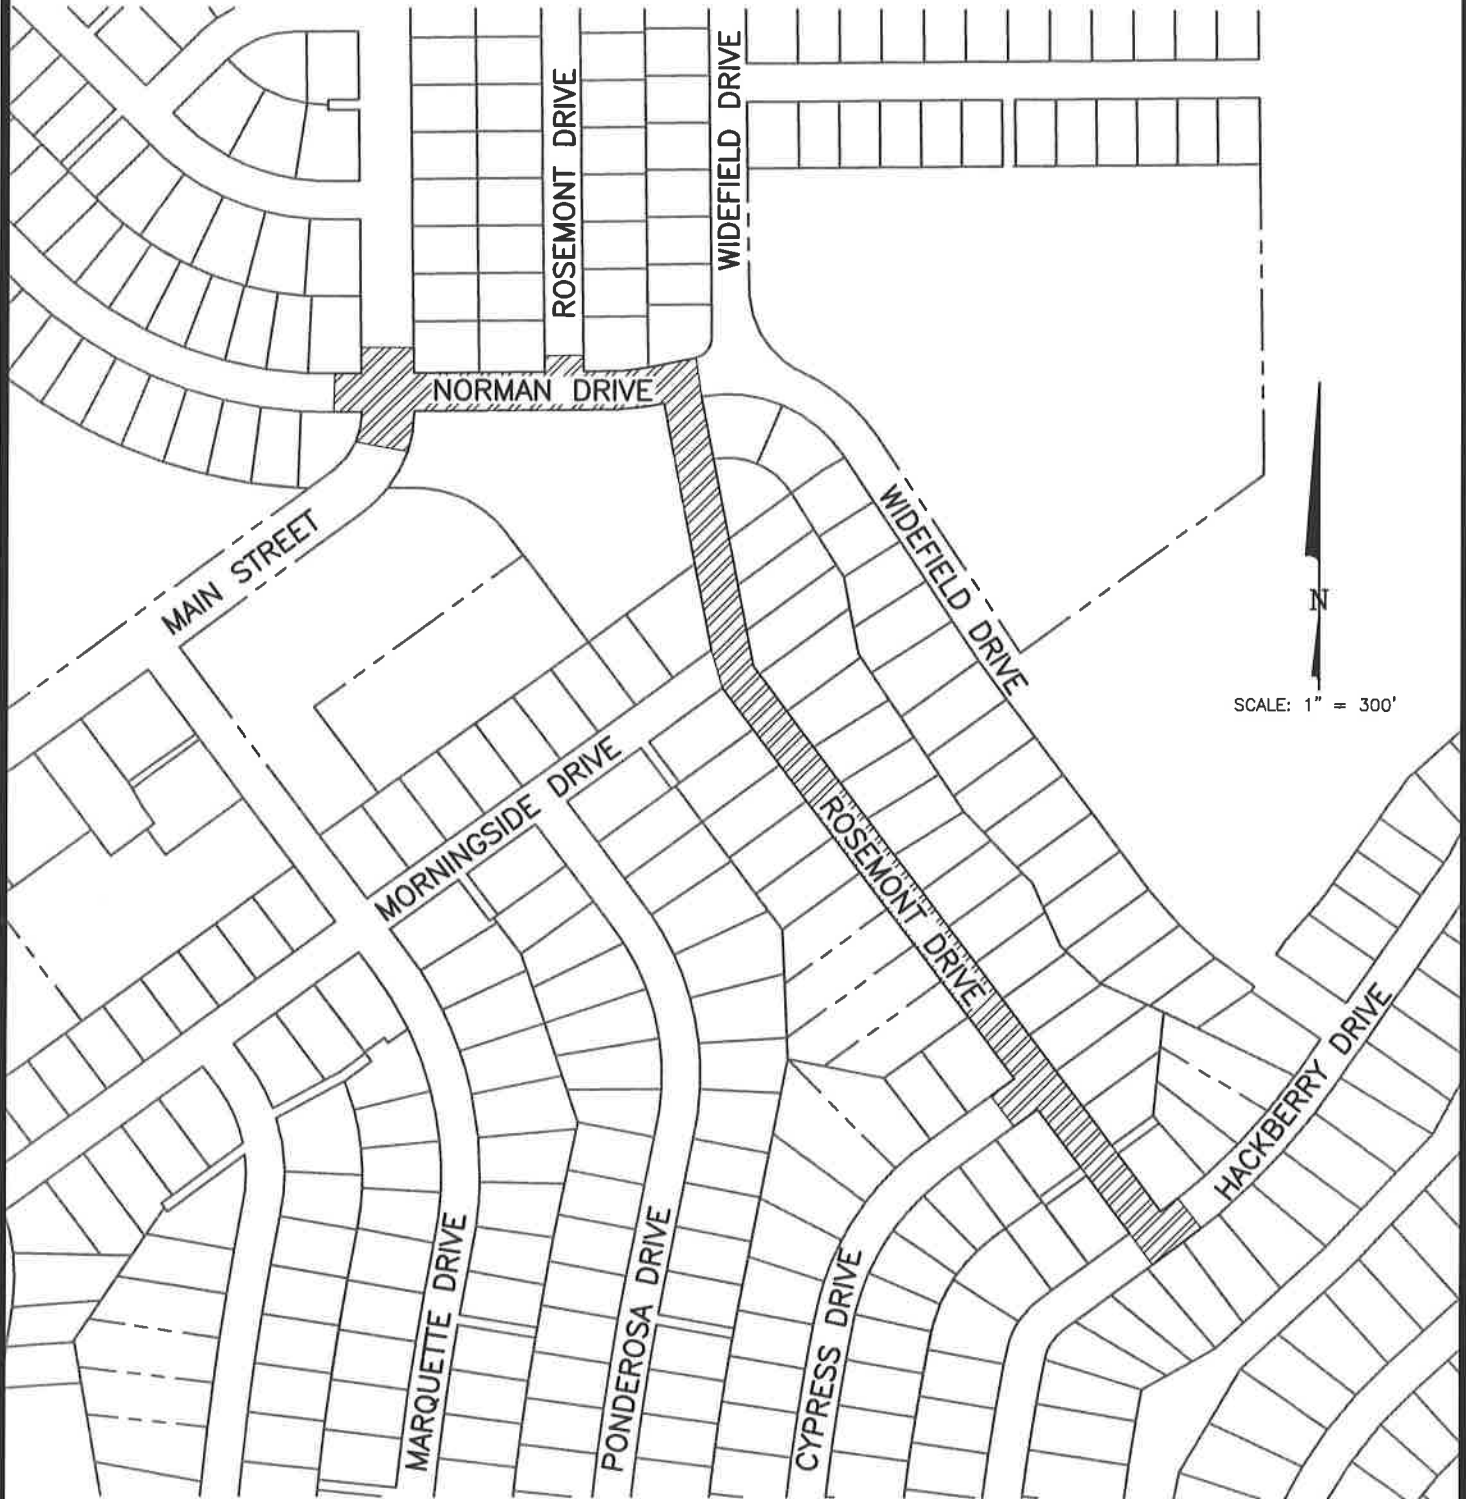 WIDEFIELD DRIVE
ROSEMONT DRIVE
NORMAN DRIVE
MAIN STREET
WIDEFIELD DRIVE
N
SCALE: 1" = 300'
MORNINGSIDE DRIVE
ROSEMONT DRIVE
HACKBERRY DRIVE
MARQUETTE DRIVE
PONDEROSA DRIVE
CYPRESS DRIVE